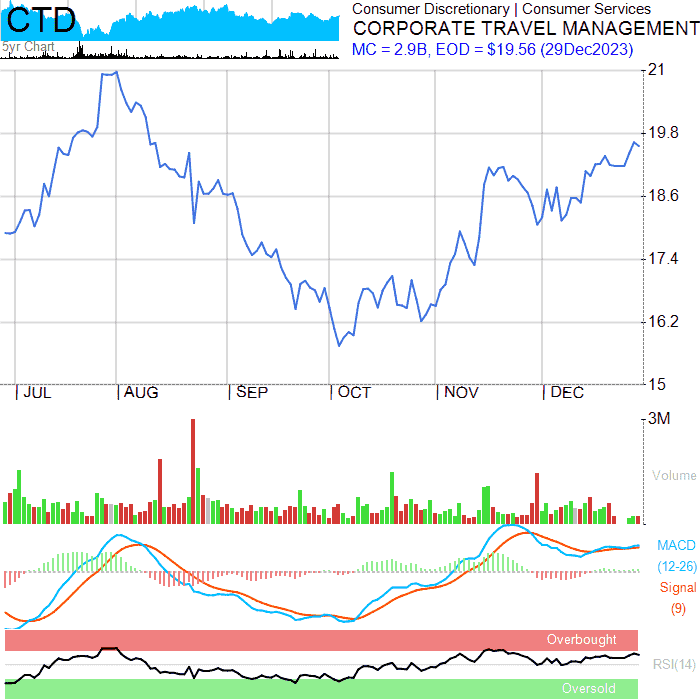 CTD
5yr Chart
Consumer Discretionary | Consumer Services
CORPORATE TRAVEL MANAGEMENT
MC = 2.9B, EOD = $19.56 (29Dec2023)
21
19.8
18.6
17.4
16.2
15
JUL
AUG
SEP
OCT
NOV
DEC
3M
Volume
MACD
(12-26)
Signal
(9)
Overbought
RSI(14)
Oversold